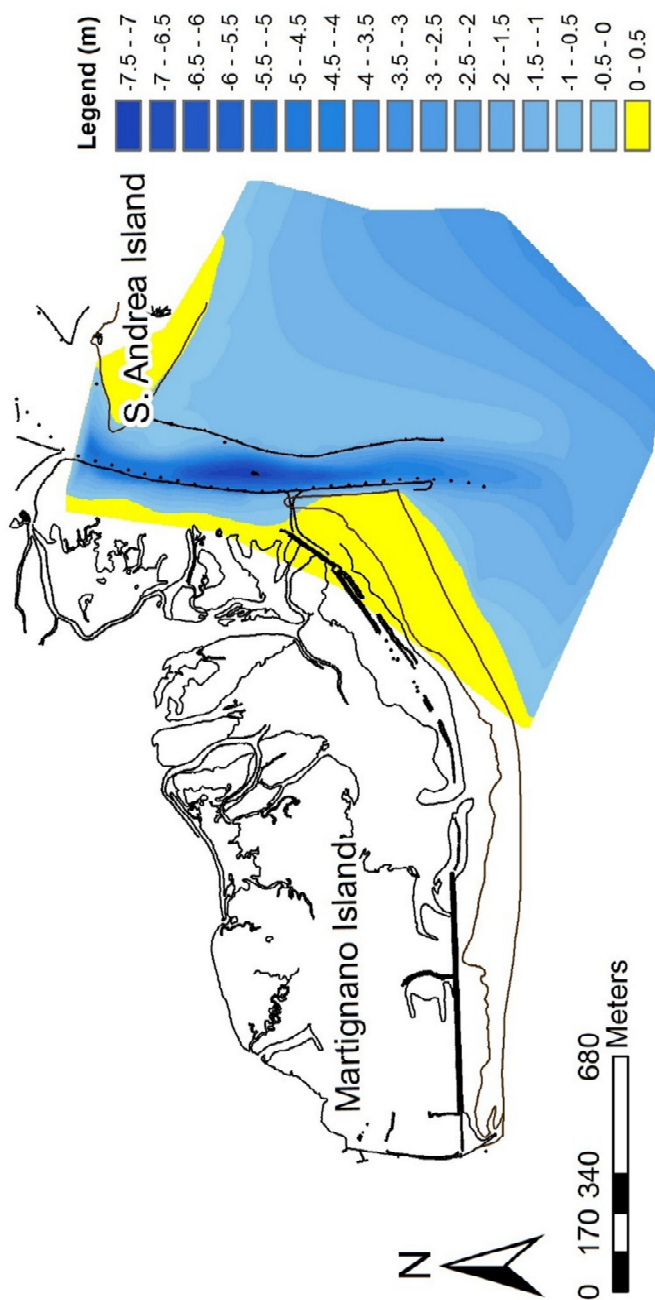 S. Andrea Island
Martignano Island
N
0 170 340 680
Meters
Legend (m)
-7.5 - -7
-7 - -6.5
-6.5 - -6
-6 - -5.5
-5.5 - -5
-5 - -4.5
-4.5 - -4
-4 - -3.5
-3.5 - -3
-3 - -2.5
-2.5 - -2
-2 - -1.5
-1.5 - -1
-1 - -0.5
-0.5 - 0
0 - 0.5